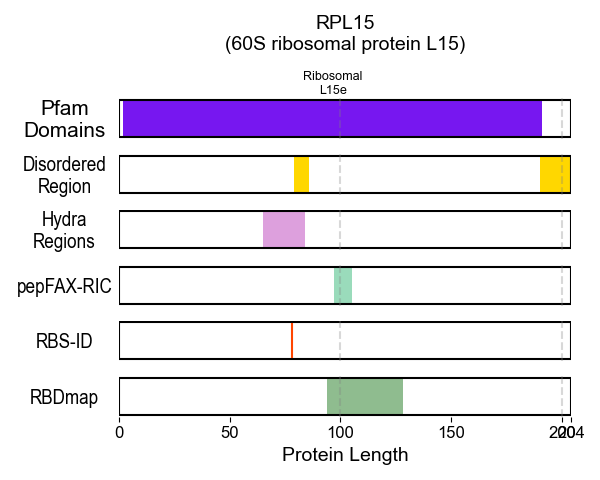 RPL15
(60S ribosomal protein L15)
Ribosomal
L15e
Pfam
Domains
Disordered
Region
Hydra
Regions
pepFAX-RIC
RBS-ID
RBDmap
0 50 100 150 200 204
Protein Length